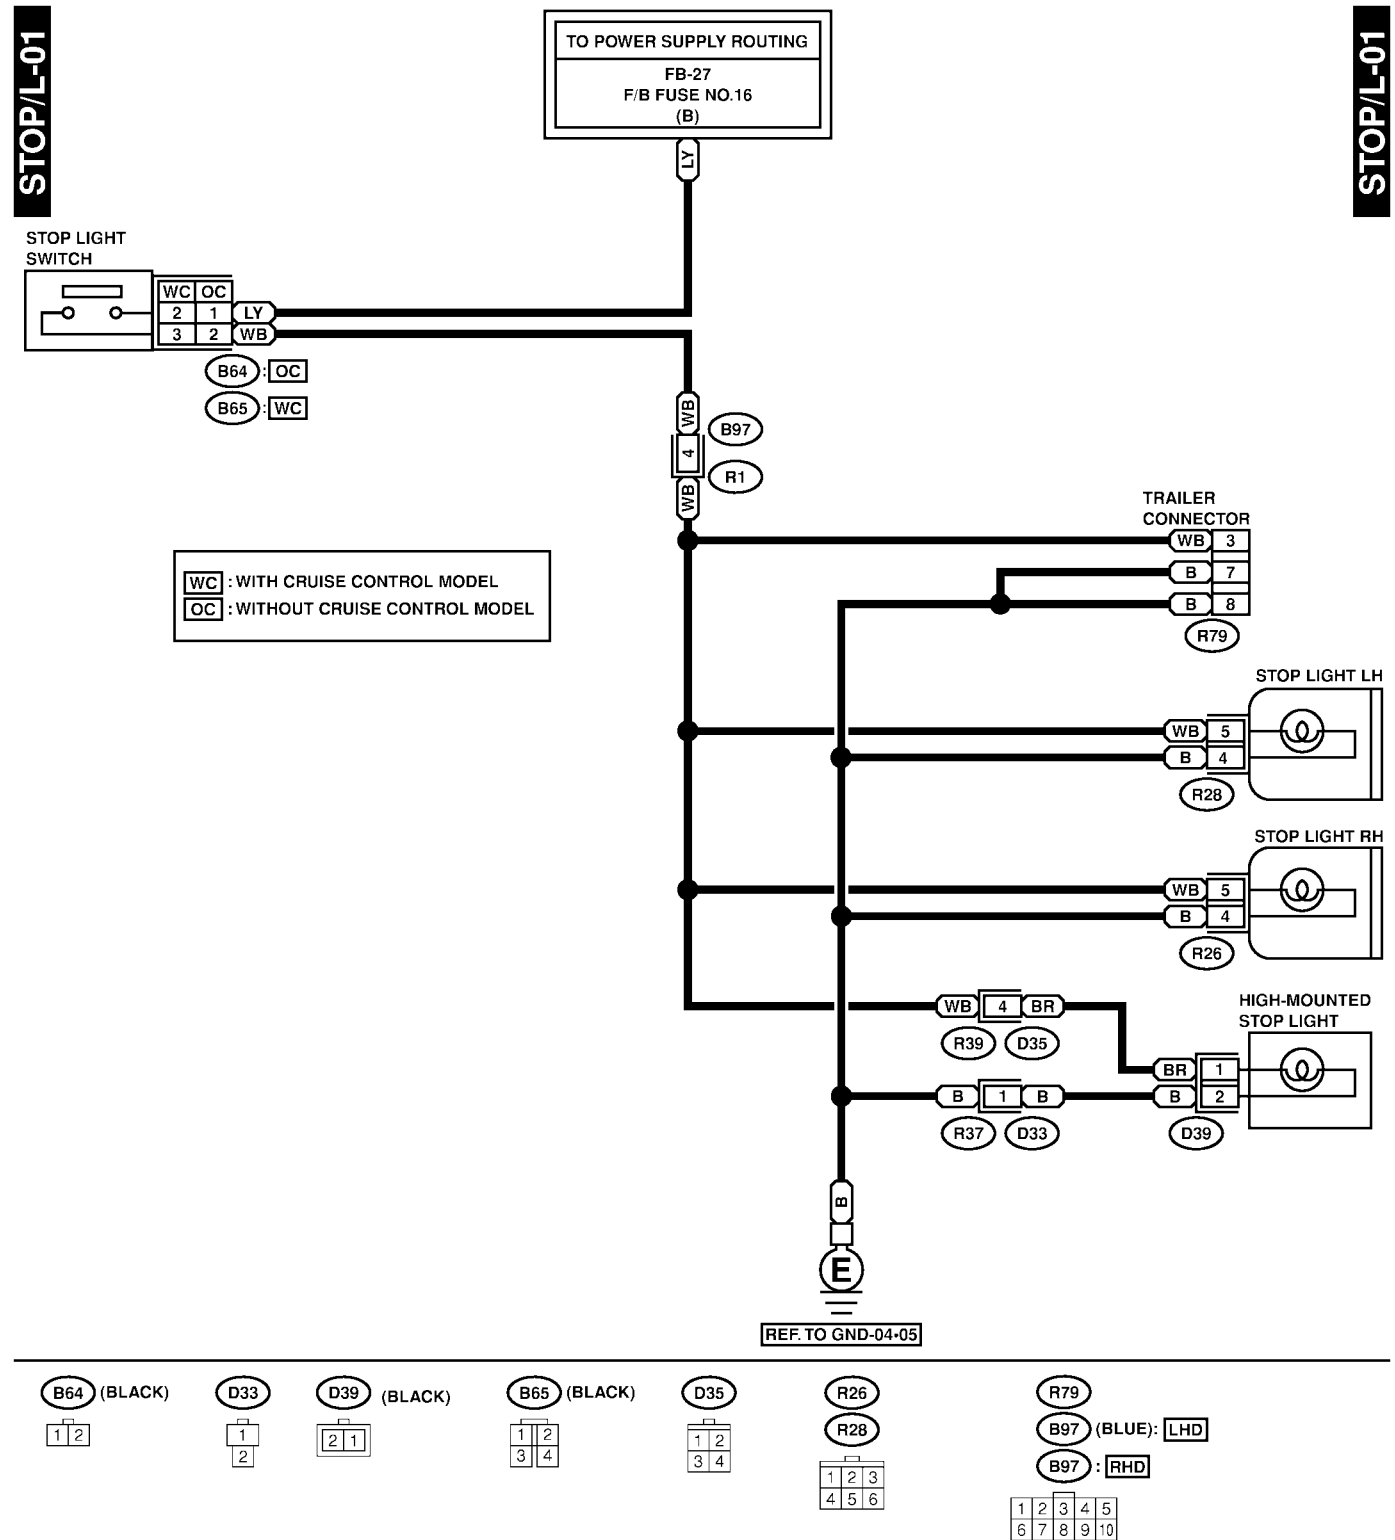 STOP/L-01
STOP/L-01
TO POWER SUPPLY ROUTING
FB-27
F/B FUSE NO.16
(B)
LY
STOP LIGHT
SWITCH
WC OC
2 1 LY
3 2 WB
B64 : OC
B65 : WC
WB
B97
4
R1
WB
TRAILER
CONNECTOR
WB 3
B 7
B 8
R79
WC : WITH CRUISE CONTROL MODEL
OC : WITHOUT CRUISE CONTROL MODEL
STOP LIGHT LH
WB 5
B 4
R28
STOP LIGHT RH
WB 5
B 4
R26
HIGH-MOUNTED
STOP LIGHT
WB 4 BR
R39 D35
BR 1
B 1 B
B 2
R37 D33
D39
B
E
REF. TO GND-04•05
B64 (BLACK)
1 2
D33
1
2
D39 (BLACK)
2 1
B65 (BLACK)
1 2
3 4
D35
1 2
3 4
R26
R28
1 2 3
4 5 6
R79
B97 (BLUE): LHD
B97 : RHD
1 2 3 4 5
6 7 8 9 10